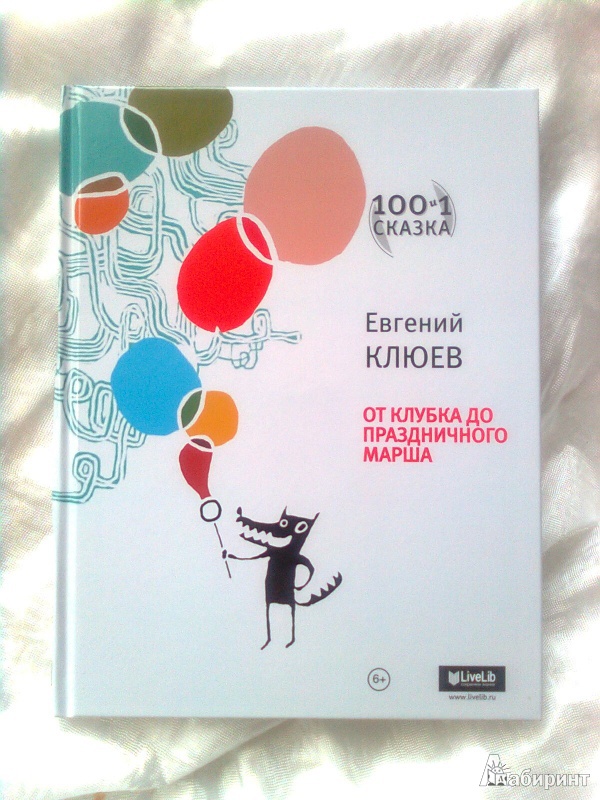 100 и 1
СКАЗКА
Евгений
КЛЮЕВ
ОТ КЛУБКА ДО
ПРАЗДНИЧНОГО
МАРША
6+
LiveLib
www.livelib.ru
Лабиринт